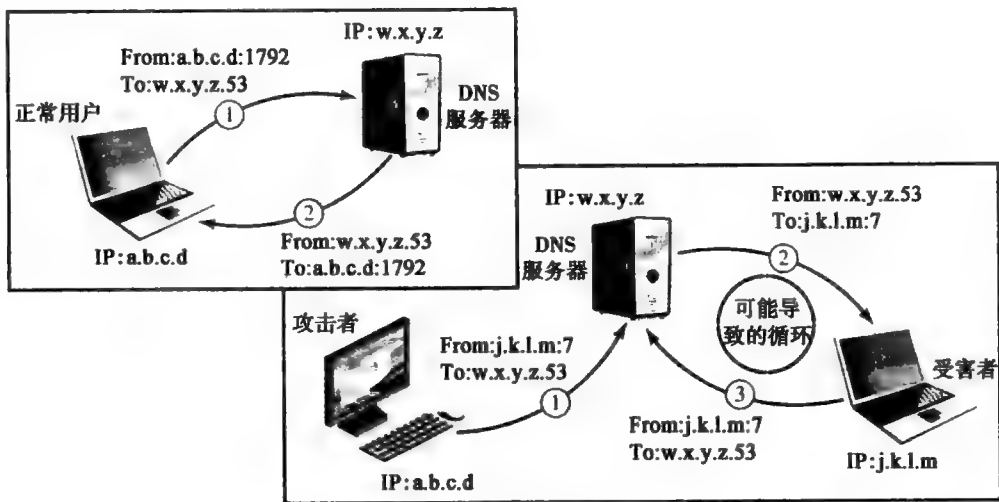 IP:w.x.y.z
From:a.b.c.d:1792
To:w.x.y.z.53
正常用户
①
DNS
服务器
②
From:w.x.y.z.53
To:a.b.c.d:1792
IP:a.b.c.d
IP:w.x.y.z
From:w.x.y.z.53
To:j.k.l.m:7
DNS
服务器
②
攻击者
可能导
致的循环
From:j.k.l.m:7
To:w.x.y.z.53
①
受害者
③
From:j.k.l.m:7
To:w.x.y.z.53
IP:a.b.c.d
IP:j.k.l.m